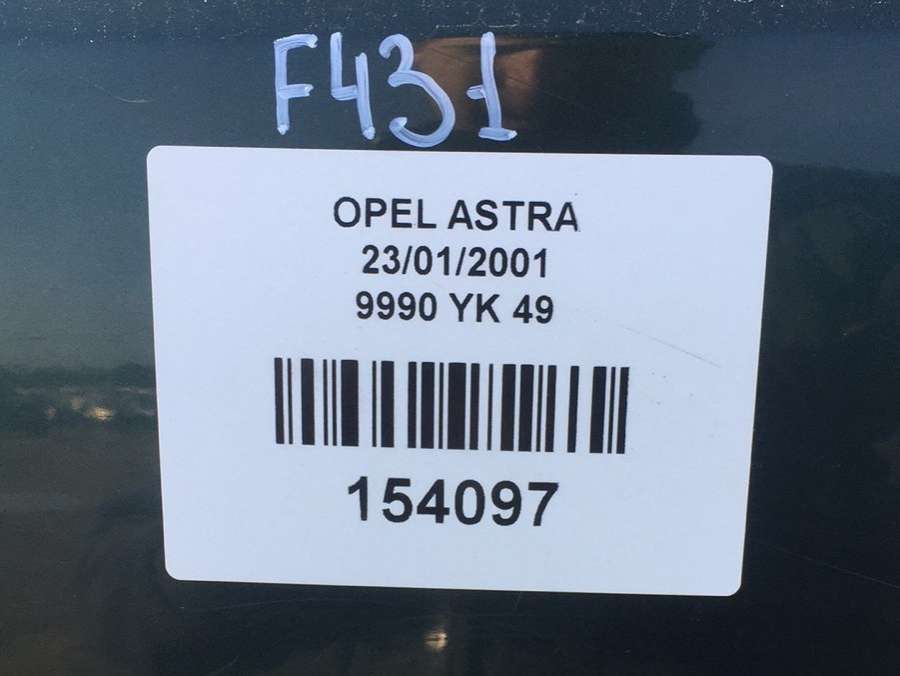 F431
OPEL ASTRA
23/01/2001
9990 YK 49
154097